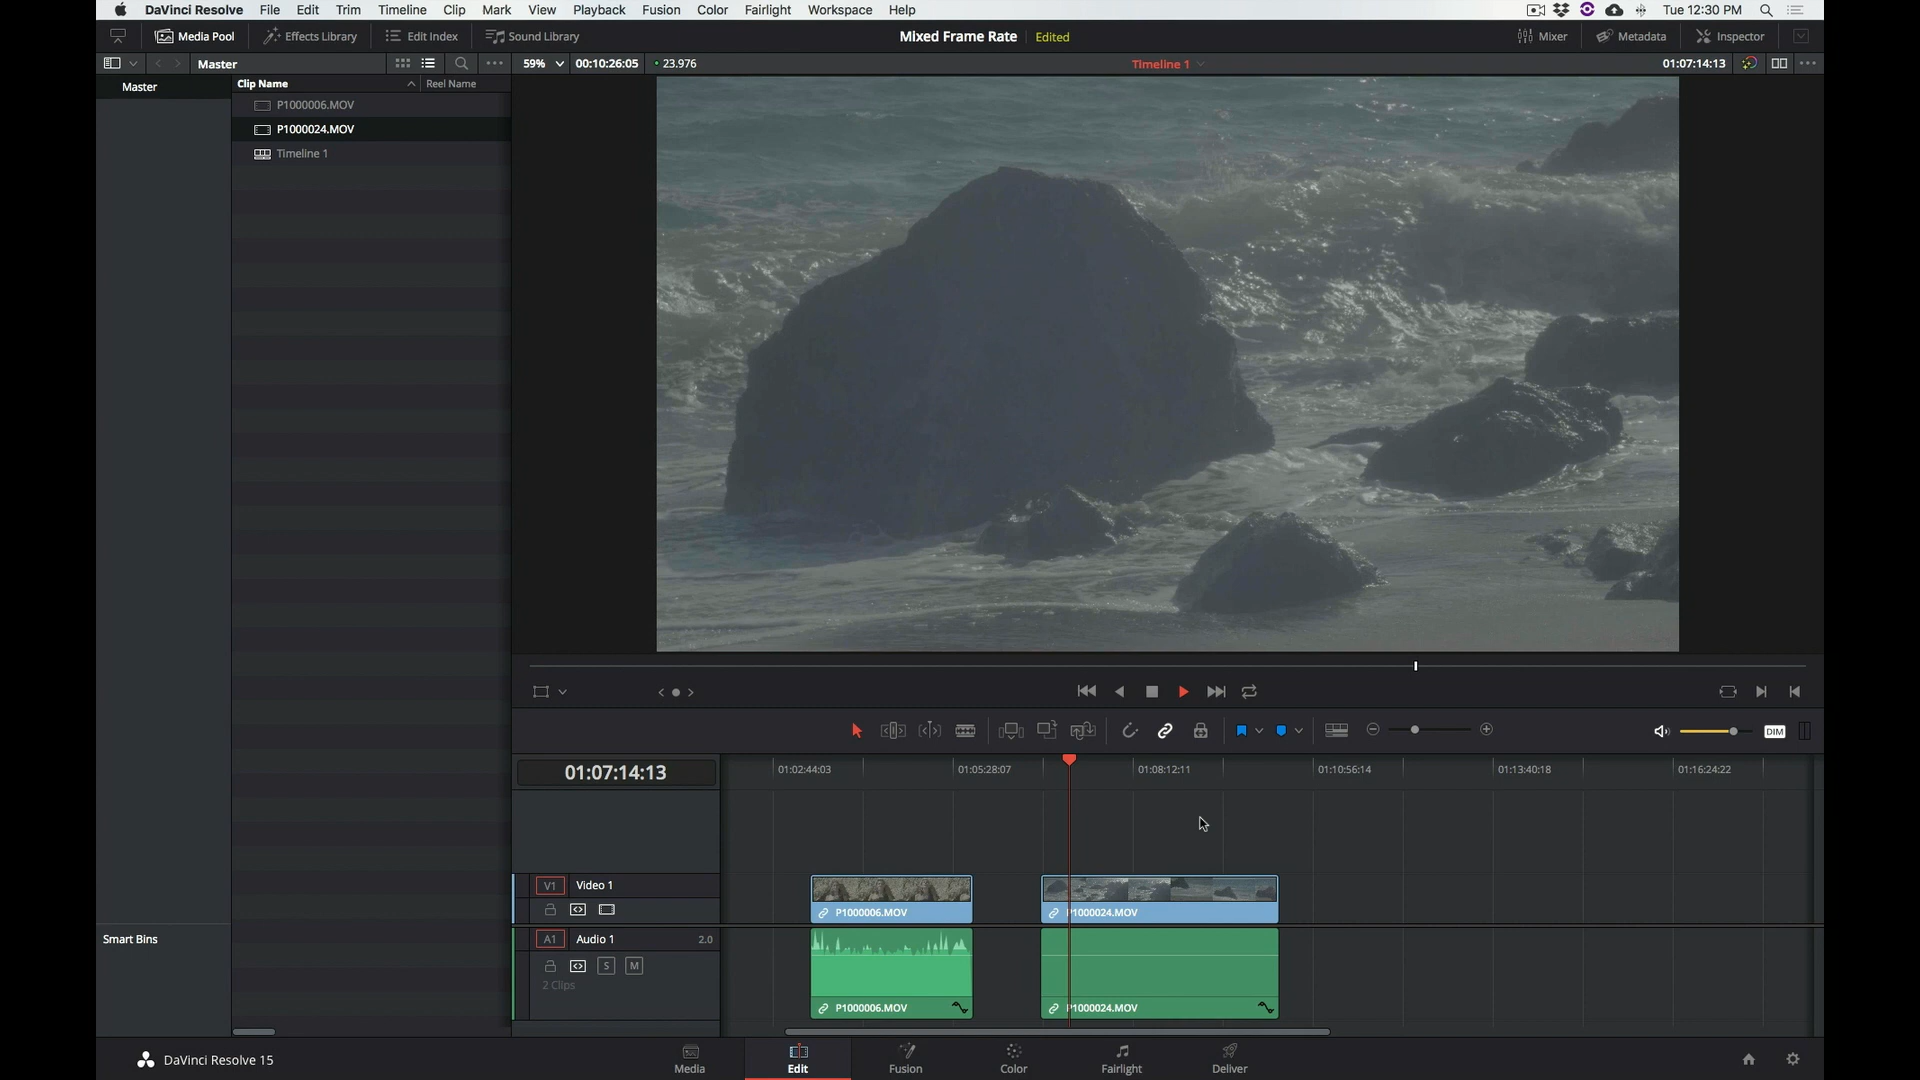 DaVinci Resolve File Edit Trim Timeline Clip Mark View Playback Fusion Color Fairlight Workspace Help Tue 12:30 PM
Media Pool Effects Library Edit Index Sound Library Mixed Frame Rate Edited Mixer Metadata Inspector
Master 59% 00:10:26:05 23.976 Timeline 1 01:07:14:13
Master
Clip Name Reel Name
P1000006.MOV
P1000024.MOV
Timeline 1
DIM
01:07:14:13
01:02:44:03 01:05:28:07 01:08:12:11 01:10:56:14 01:13:40:18 01:16:24:22
V1 Video 1
P1000006.MOV P1000024.MOV
Smart Bins
A1 Audio 1 2.0
S M
2 Clips
P1000006.MOV P1000024.MOV
DaVinci Resolve 15
Media Edit Fusion Color Fairlight Deliver